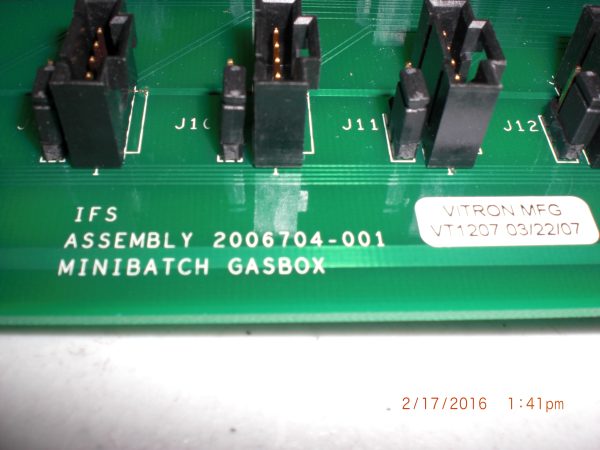 J10
J11
J12
IFS
ASSEMBLY 2006704-001
MINIBATCH GASBOX
VITRON MFG
VT1207 03/22/07
2/17/2016 1:41pm